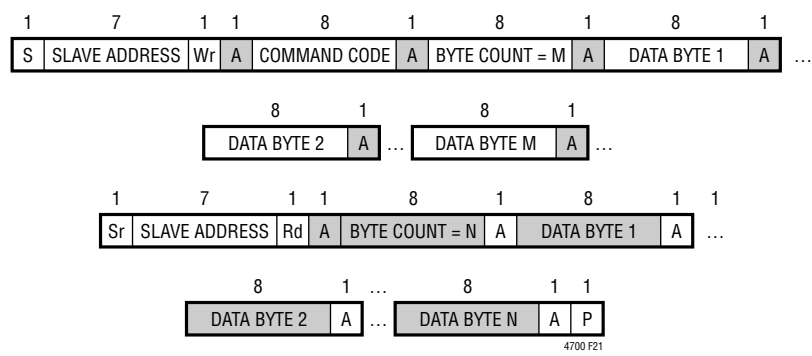 1 7 1 1 8 1 8 1 8 1
S SLAVE ADDRESS Wr A COMMAND CODE A BYTE COUNT = M A DATA BYTE 1 A …
8 1 8 1
DATA BYTE 2 A … DATA BYTE M A …
1 7 1 1 8 1 8 1 1
Sr SLAVE ADDRESS Rd A BYTE COUNT = N A DATA BYTE 1 A …
8 1 … 8 1 1
DATA BYTE 2 A … DATA BYTE N A P
4700 F21